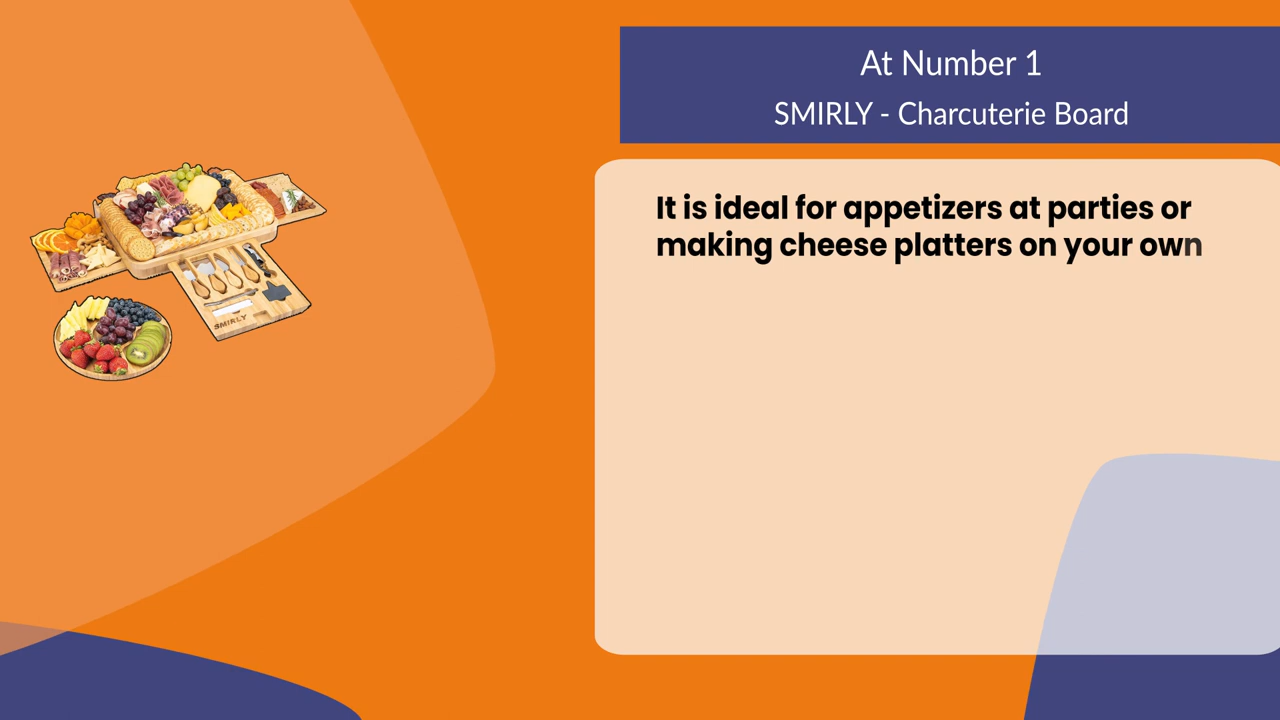 At Number 1
SMIRLY - Charcuterie Board
It is ideal for appetizers at parties or
making cheese platters on your own
SMIRLY